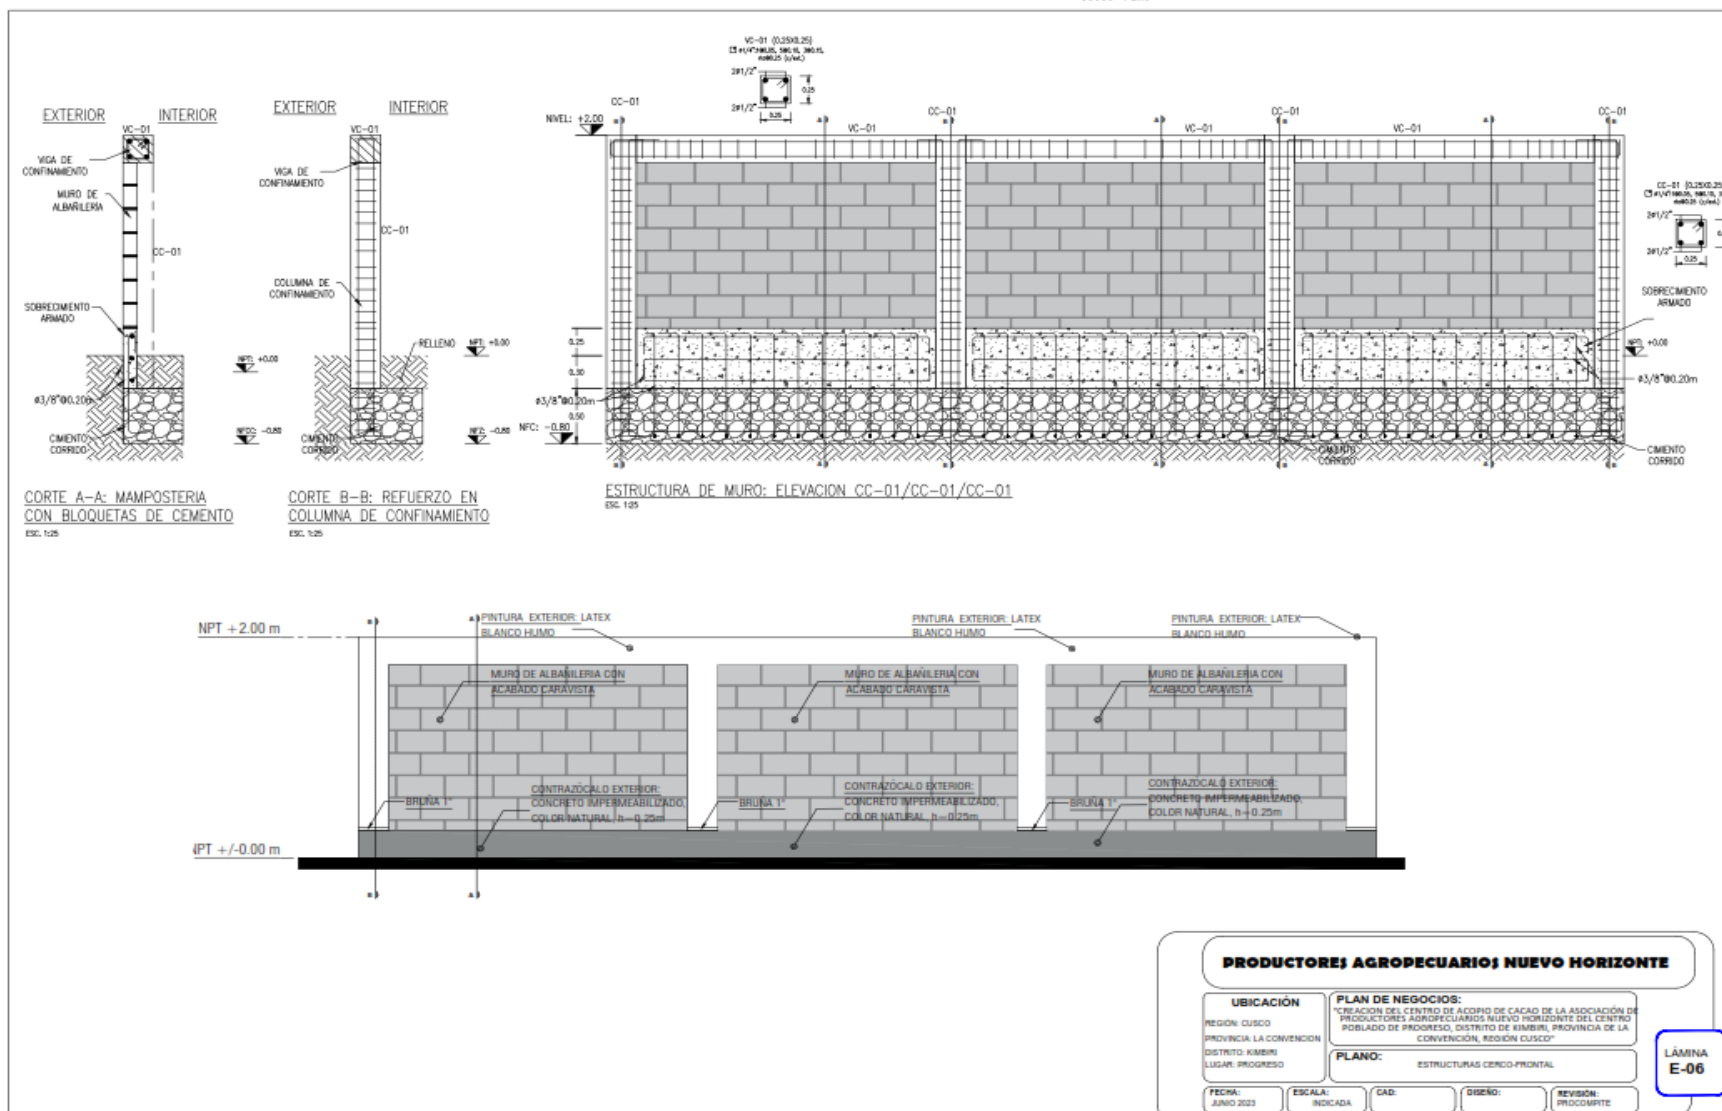 VC-01 (0.25X0.25)
2ø1/2"
0.25
2ø1/2"
0.25
EXTERIOR INTERIOR
VC-01
VIGA DE
CONFINAMIENTO
MURO DE
ALBAÑILERIA
CC-01
SOBRECIMIENTO
ARMADO
NPT: +0.00
ø3/8"@0.20m
CIMIENTO
CORRIDO
-0.80
CORTE A-A: MAMPOSTERIA
CON BLOQUETAS DE CEMENTO
ESC. 1:25
EXTERIOR INTERIOR
VC-01
VIGA DE
CONFINAMIENTO
CC-01
COLUMNA DE
CONFINAMIENTO
RELLENO
NPT: +0.00
CIMIENTO
CORRIDO
-0.80
CORTE B-B: REFUERZO EN
COLUMNA DE CONFINAMIENTO
ESC. 1:25
CC-01
NIVEL: +2.00
VC-01
CC-01
VC-01
CC-01
VC-01
CC-01
CC-01 (0.25X0.25
2ø1/2"
2ø1/2"
0.25
SOBRECIMIENTO
ARMADO
NPT: +0.00
ø3/8"@0.20m
0.25
0.30
ø3/8"@0.20m
0.50
NFC: -0.80
CIMIENTO
CORRIDO
CIMIENTO
CORRIDO
ESTRUCTURA DE MURO: ELEVACION CC-01/CC-01/CC-01
ESC. 1:25
NPT +2.00 m
PINTURA EXTERIOR: LATEX
BLANCO HUMO
PINTURA EXTERIOR: LATEX
BLANCO HUMO
PINTURA EXTERIOR: LATEX
BLANCO HUMO
MURO DE ALBAÑILERIA CON
ACABADO CARAVISTA
MURO DE ALBAÑILERIA CON
ACABADO CARAVISTA
MURO DE ALBAÑILERIA CON
ACABADO CARAVISTA
BRUÑA 1"
CONTRAZÓCALO EXTERIOR:
CONCRETO IMPERMEABILIZADO,
COLOR NATURAL, h=0.25m
BRUÑA 1"
CONTRAZÓCALO EXTERIOR:
CONCRETO IMPERMEABILIZADO,
COLOR NATURAL, h=0.25m
BRUÑA 1"
CONTRAZÓCALO EXTERIOR:
CONCRETO IMPERMEABILIZADO,
COLOR NATURAL, h=0.25m
NPT +/-0.00 m
PRODUCTORES AGROPECUARIOS NUEVO HORIZONTE
UBICACIÓN
REGIÓN: CUSCO
PROVINCIA: LA CONVENCION
DISTRITO: KIMBIRI
LUGAR: PROGRESO
PLAN DE NEGOCIOS:
"CREACION DEL CENTRO DE ACOPIO DE CACAO DE LA ASOCIACIÓN DE
PRODUCTORES AGROPECUARIOS NUEVO HORIZONTE DEL CENTRO
POBLADO DE PROGRESO, DISTRITO DE KIMBIRI, PROVINCIA DE LA
CONVENCIÓN, REGIÓN CUSCO"
PLANO:
ESTRUCTURAS CERCO-FRONTAL
LÁMINA
E-06
FECHA:
JUNIO 2023
ESCALA:
INDICADA
CAD:
DISEÑO:
REVISIÓN:
PROCOMPITE